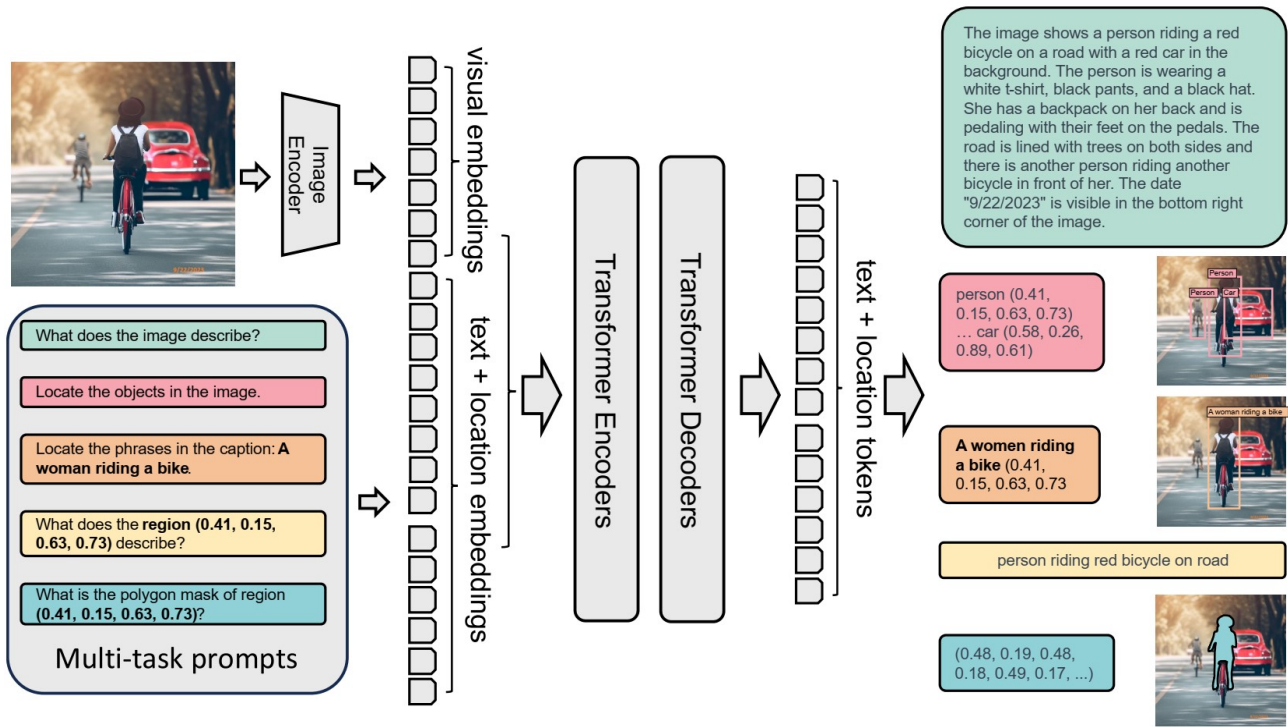 Image
Encoder
visual embeddings
text + location embeddings
Transformer Encoders
Transformer Decoders
text + location tokens
What does the image describe?
Locate the objects in the image.
Locate the phrases in the caption: A
woman riding a bike.
What does the region (0.41, 0.15,
0.63, 0.73) describe?
What is the polygon mask of region
(0.41, 0.15, 0.63, 0.73)?
Multi-task prompts
The image shows a person riding a red
bicycle on a road with a red car in the
background. The person is wearing a
white t-shirt, black pants, and a black hat.
She has a backpack on her back and is
pedaling with their feet on the pedals. The
road is lined with trees on both sides and
there is another person riding another
bicycle in front of her. The date
"9/22/2023" is visible in the bottom right
corner of the image.
person (0.41,
0.15, 0.63, 0.73)
... car (0.58, 0.26,
0.89, 0.61)
Person
Person
Car
A women riding
a bike (0.41,
0.15, 0.63, 0.73
A woman riding a bike
person riding red bicycle on road
(0.48, 0.19, 0.48,
0.18, 0.49, 0.17, ...)